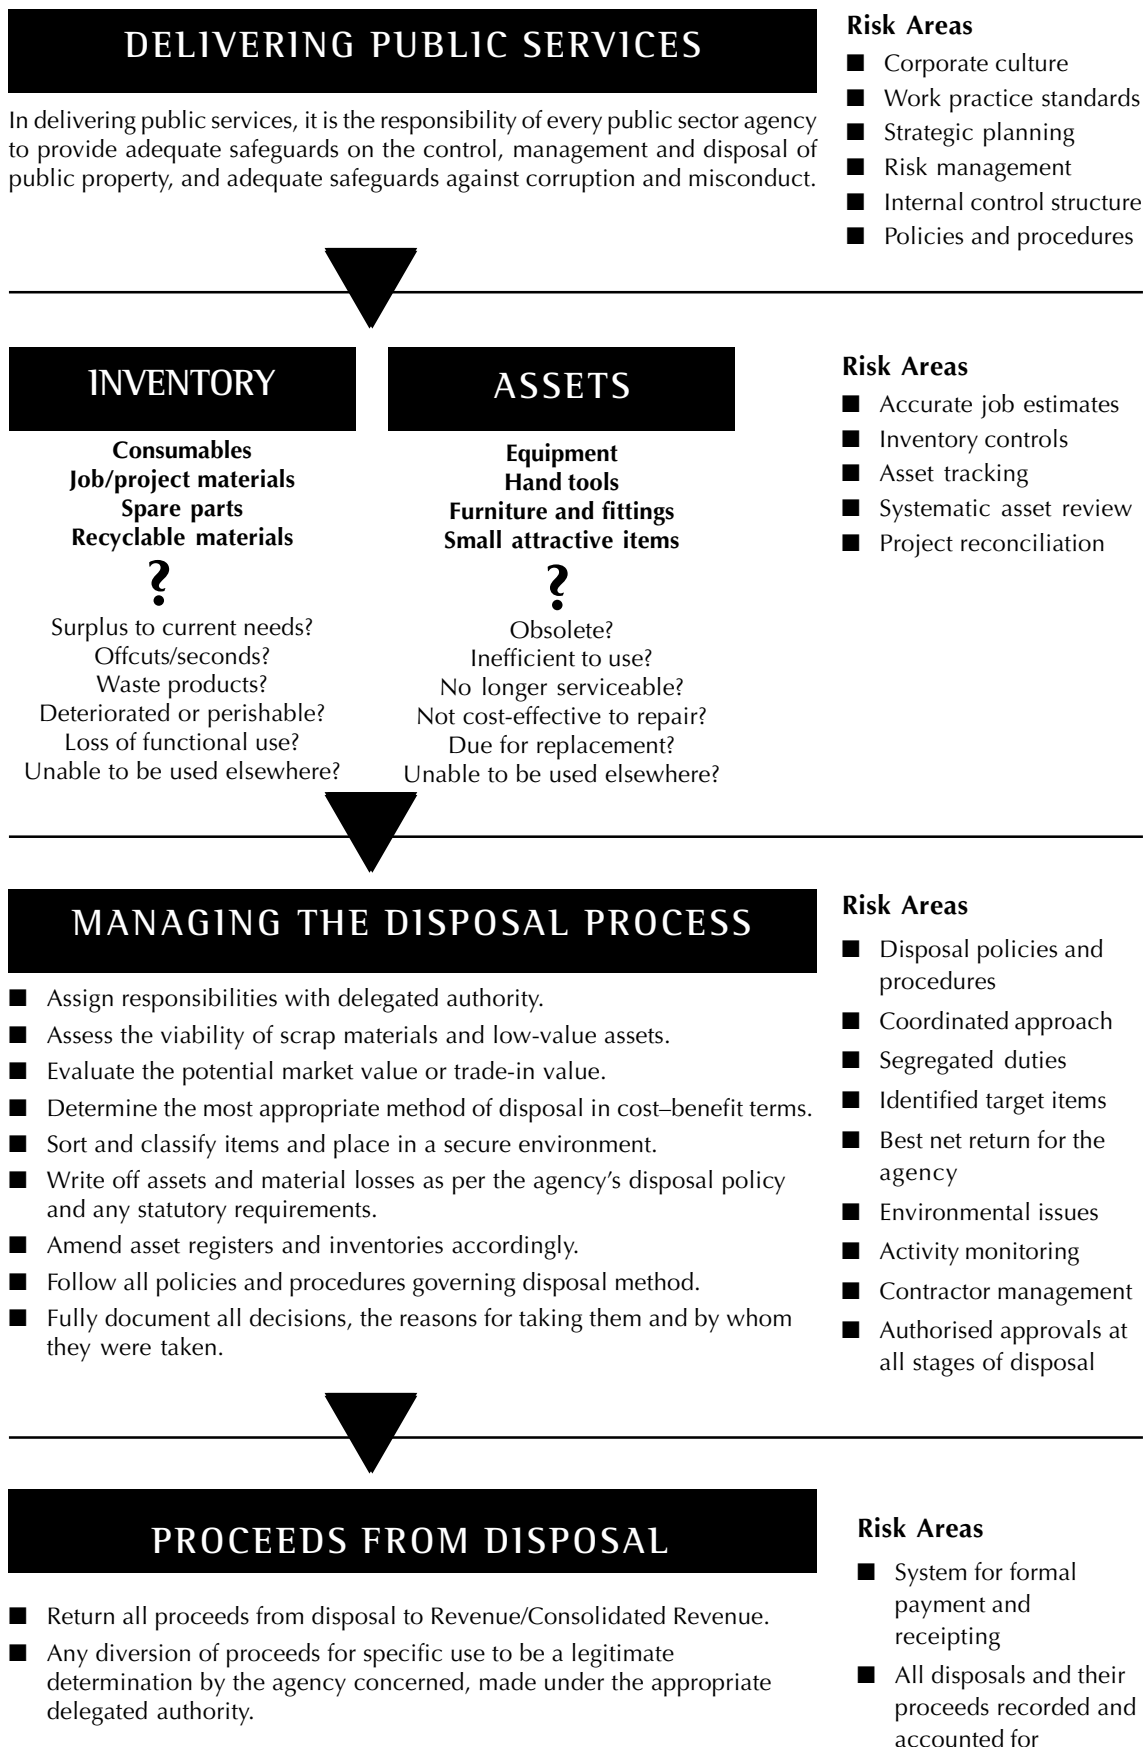 DELIVERING PUBLIC SERVICES
In delivering public services, it is the responsibility of every public sector agency
to provide adequate safeguards on the control, management and disposal of
public property, and adequate safeguards against corruption and misconduct.
Risk Areas
■ Corporate culture
■ Work practice standards
■ Strategic planning
■ Risk management
■ Internal control structure
■ Policies and procedures
INVENTORY
Consumables
Job/project materials
Spare parts
Recyclable materials
?
Surplus to current needs?
Offcuts/seconds?
Waste products?
Deteriorated or perishable?
Loss of functional use?
Unable to be used elsewhere?
ASSETS
Equipment
Hand tools
Furniture and fittings
Small attractive items
?
Obsolete?
Inefficient to use?
No longer serviceable?
Not cost-effective to repair?
Due for replacement?
Unable to be used elsewhere?
Risk Areas
■ Accurate job estimates
■ Inventory controls
■ Asset tracking
■ Systematic asset review
■ Project reconciliation
MANAGING THE DISPOSAL PROCESS
■ Assign responsibilities with delegated authority.
■ Assess the viability of scrap materials and low-value assets.
■ Evaluate the potential market value or trade-in value.
■ Determine the most appropriate method of disposal in cost–benefit terms.
■ Sort and classify items and place in a secure environment.
■ Write off assets and material losses as per the agency's disposal policy
and any statutory requirements.
■ Amend asset registers and inventories accordingly.
■ Follow all policies and procedures governing disposal method.
■ Fully document all decisions, the reasons for taking them and by whom
they were taken.
Risk Areas
■ Disposal policies and
procedures
■ Coordinated approach
■ Segregated duties
■ Identified target items
■ Best net return for the
agency
■ Environmental issues
■ Activity monitoring
■ Contractor management
■ Authorised approvals at
all stages of disposal
PROCEEDS FROM DISPOSAL
■ Return all proceeds from disposal to Revenue/Consolidated Revenue.
■ Any diversion of proceeds for specific use to be a legitimate
determination by the agency concerned, made under the appropriate
delegated authority.
Risk Areas
■ System for formal
payment and
receipting
■ All disposals and their
proceeds recorded and
accounted for